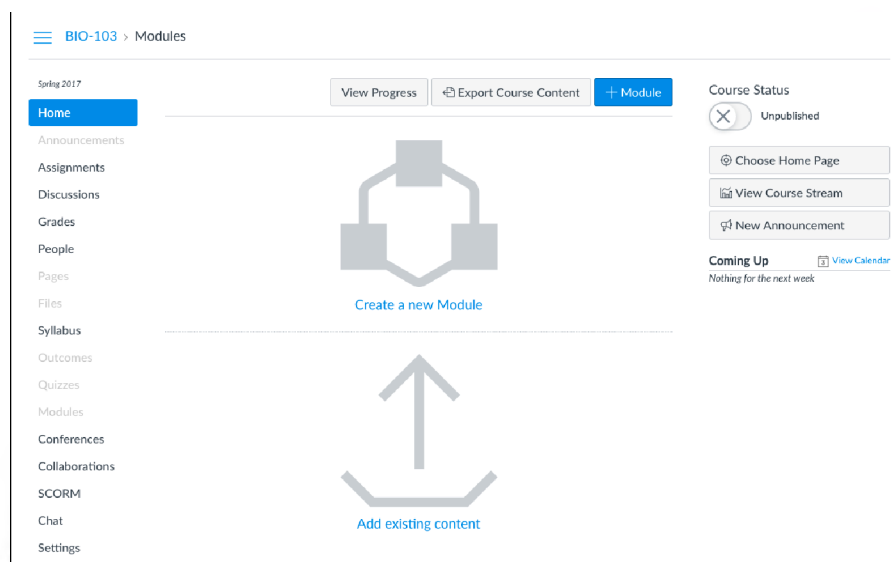 BIO-103 > Modules
Spring 2017
Home
Announcements
Assignments
Discussions
Grades
People
Pages
Files
Syllabus
Outcomes
Quizzes
Modules
Conferences
Collaborations
SCORM
Chat
Settings
View Progress
Export Course Content
+ Module
Create a new Module
Add existing content
Course Status
Unpublished
Choose Home Page
View Course Stream
New Announcement
Coming Up
3 View Calendar
Nothing for the next week